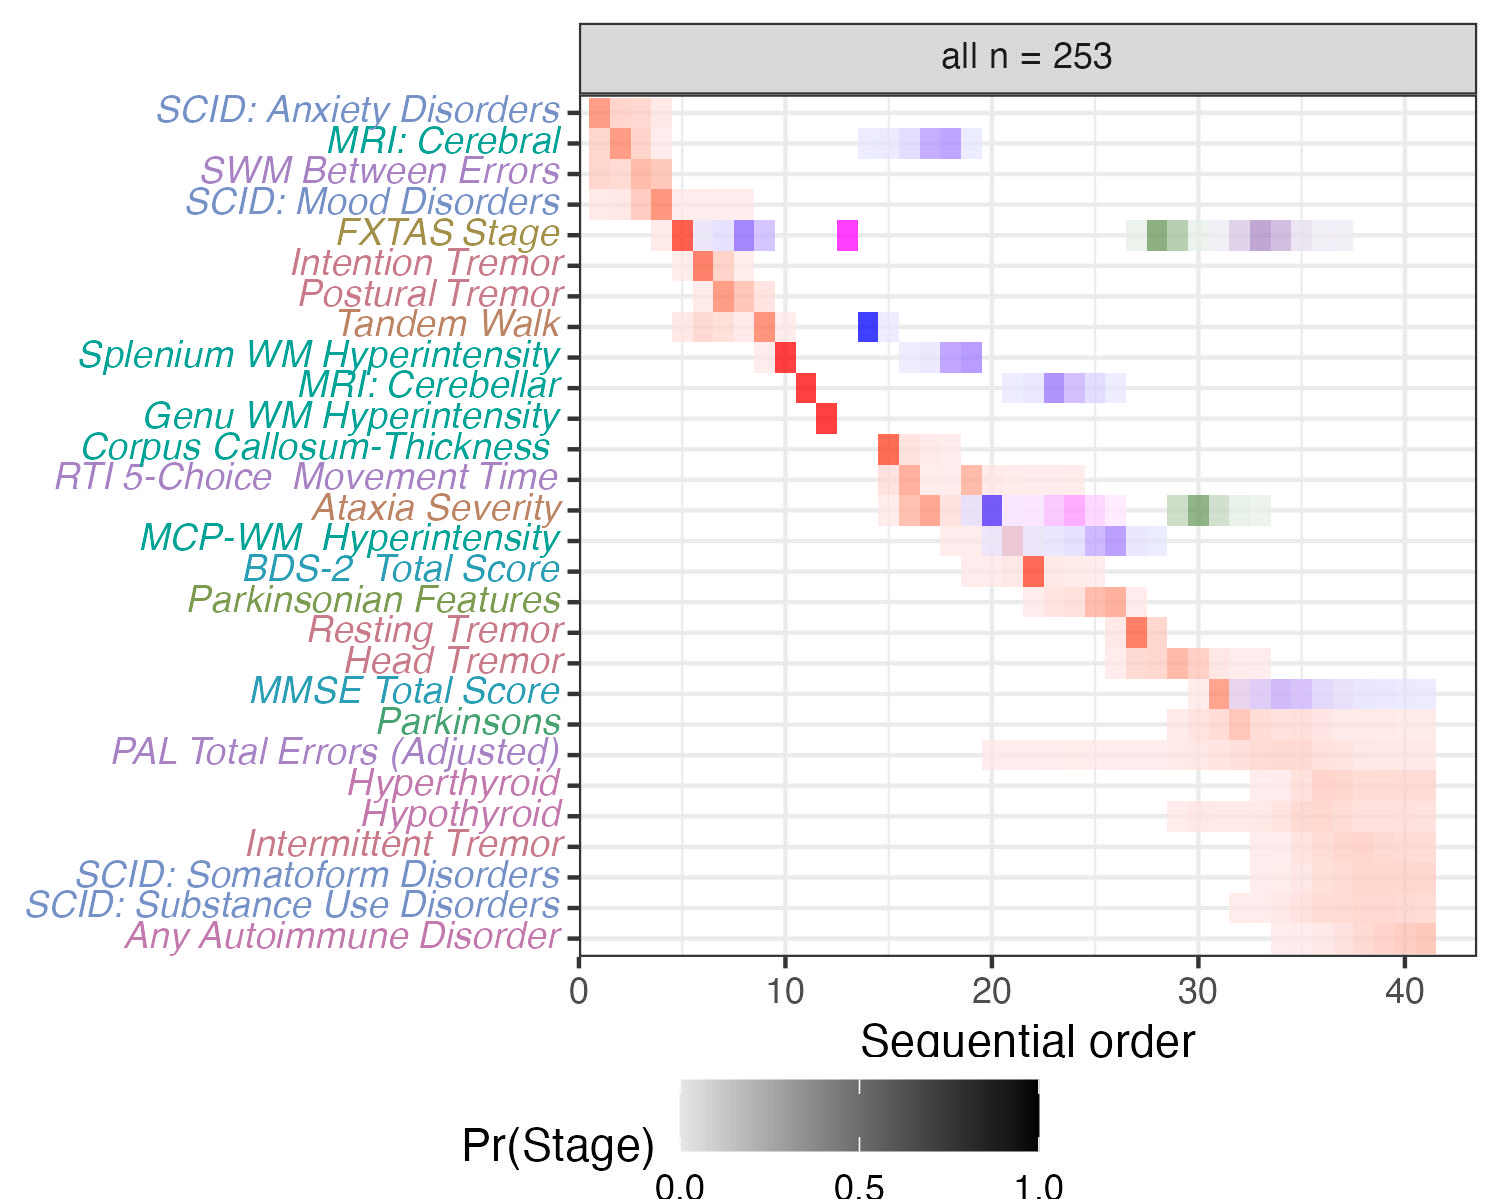 all n = 253
SCID: Anxiety Disorders
MRI: Cerebral
SWM Between Errors
SCID: Mood Disorders
FXTAS Stage
Intention Tremor
Postural Tremor
Tandem Walk
Splenium WM Hyperintensity
MRI: Cerebellar
Genu WM Hyperintensity
Corpus Callosum-Thickness
RTI 5-Choice  Movement Time
Ataxia Severity
MCP-WM  Hyperintensity
BDS-2  Total Score
Parkinsonian Features
Resting Tremor
Head Tremor
MMSE Total Score
Parkinsons
PAL Total Errors (Adjusted)
Hyperthyroid
Hypothyroid
Intermittent Tremor
SCID: Somatoform Disorders
SCID: Substance Use Disorders
Any Autoimmune Disorder
0 10 20 30 40
Sequential order
Pr(Stage)
0.0 0.5 1.0